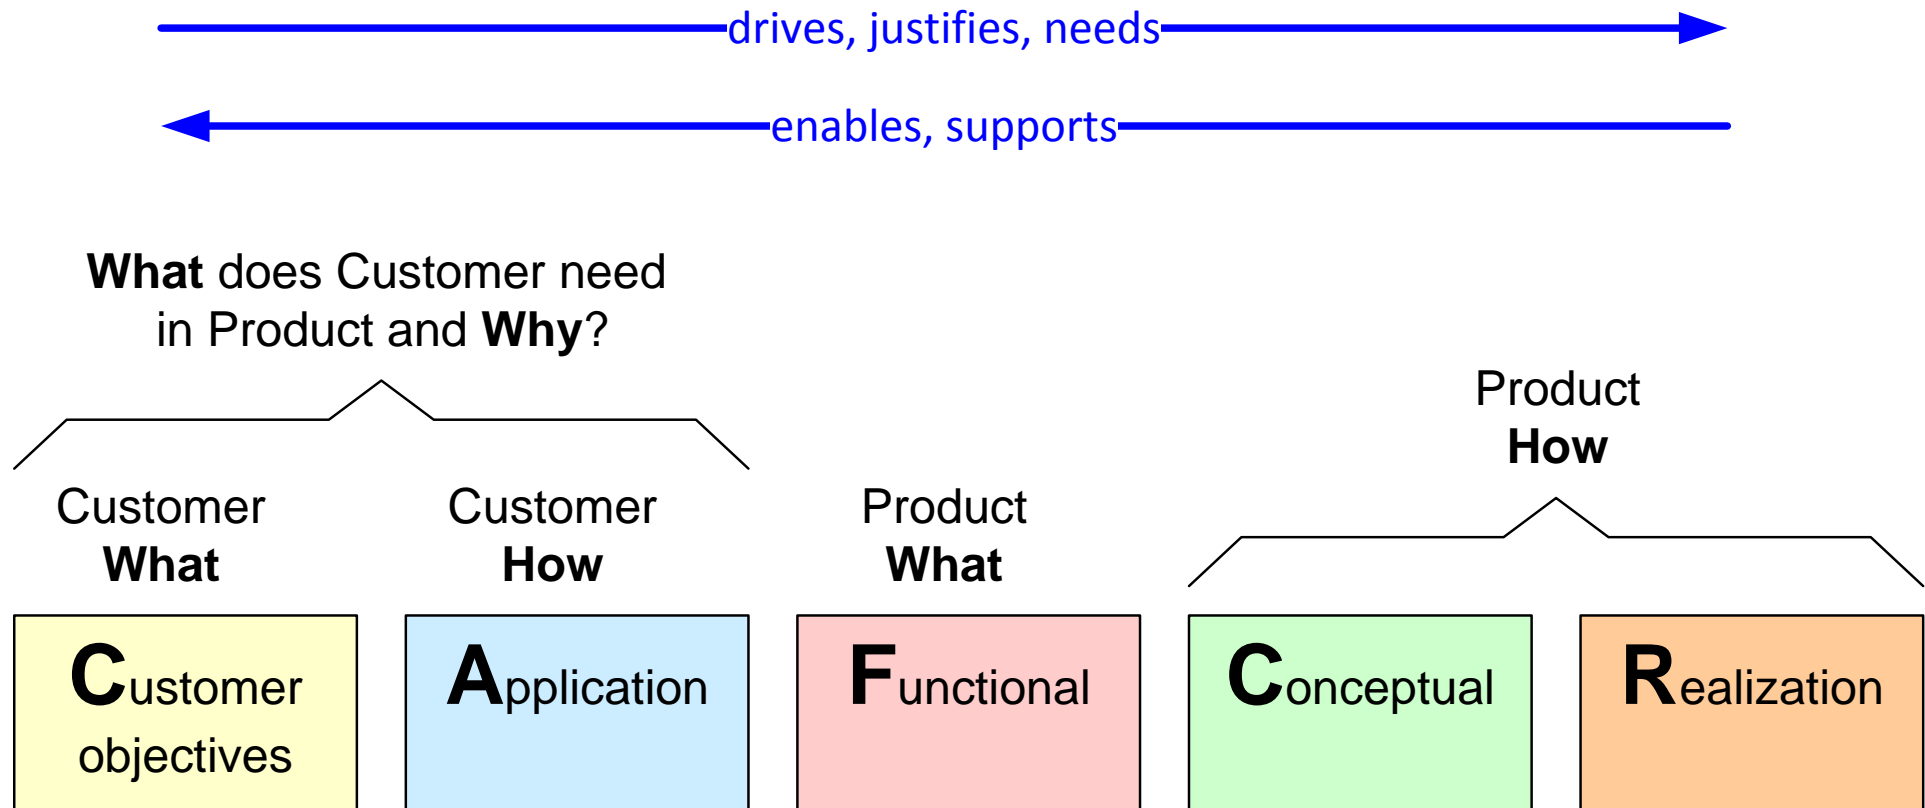 drives, justifies, needs
enables, supports
What does Customer need
in Product and Why?
Product
How
Customer
What
Customer
How
Product
What
Customer
objectives
Application
Functional
Conceptual
Realization